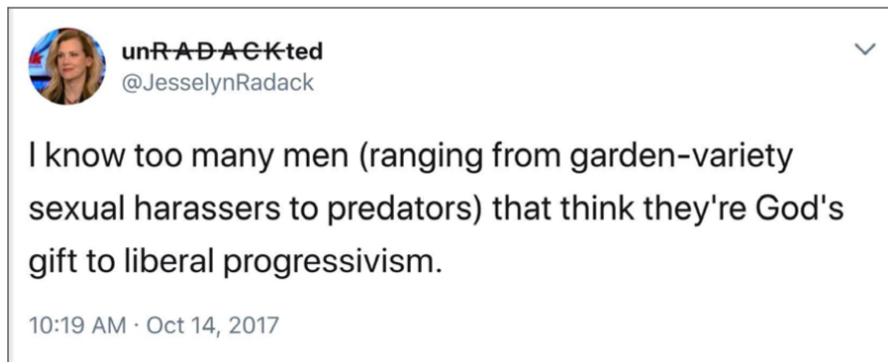 unRADACKted
@JesselynRadack
I know too many men (ranging from garden-variety
sexual harassers to predators) that think they're God's
gift to liberal progressivism.
10:19 AM · Oct 14, 2017